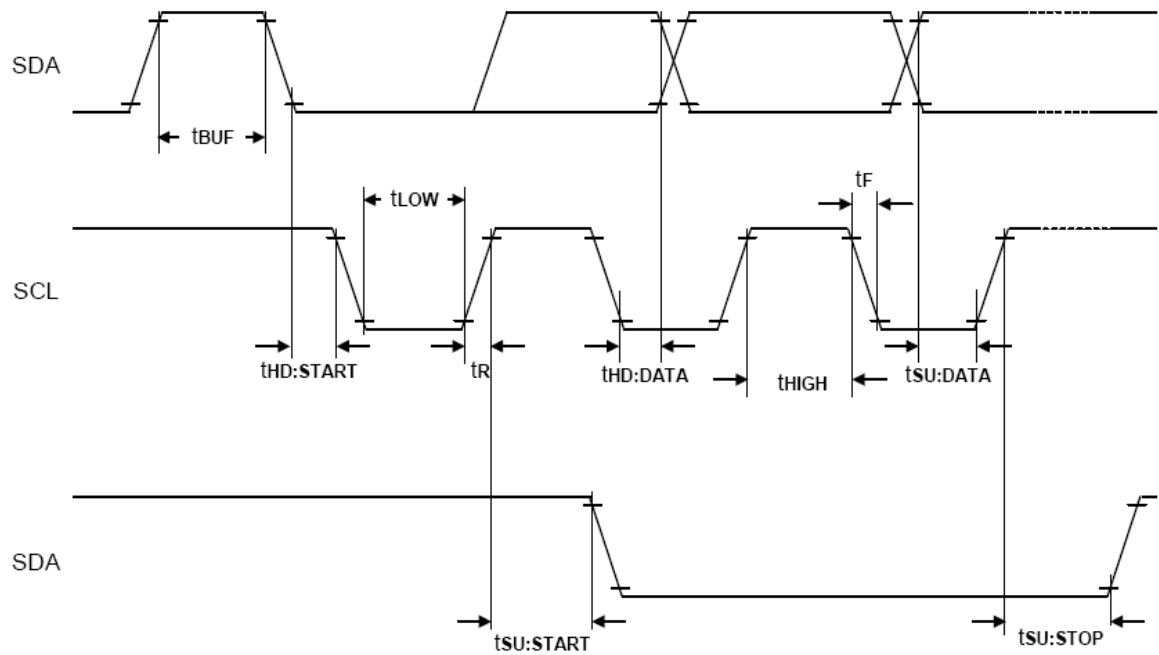 SDA
tBUF
tF
tLOW
SCL
tHD:START
tR
tHD:DATA
tHIGH
tSU:DATA
SDA
tSU:START
tSU:STOP